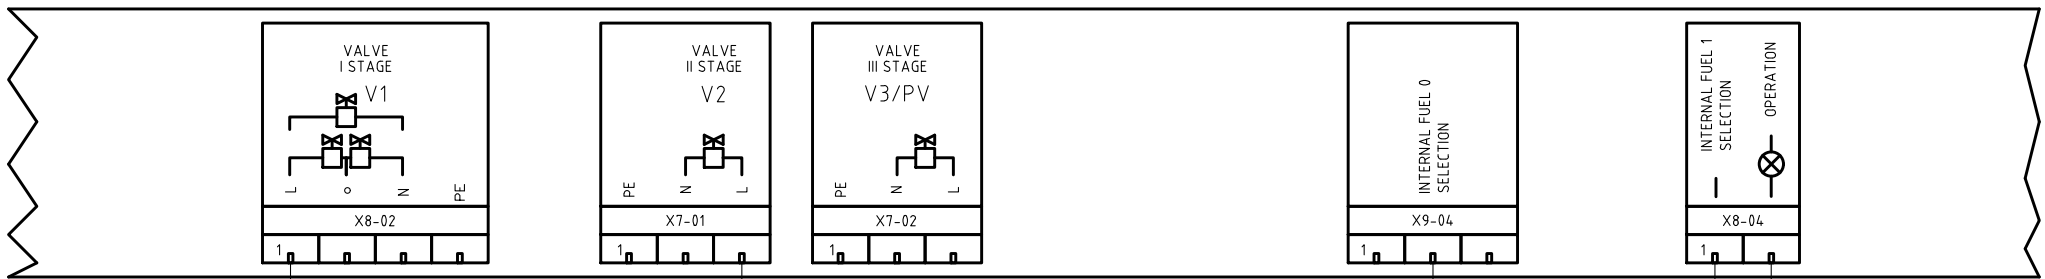 VALVE
I STAGE
V1
L
o
N
PE
X8-02
1
VALVE
II STAGE
V2
PE
N
L
X7-01
1
VALVE
III STAGE
V3/PV
PE
N
L
X7-02
1
INTERNAL FUEL 0
SELECTION
X9-04
1
INTERNAL FUEL 1
SELECTION
OPERATION
X8-04
1